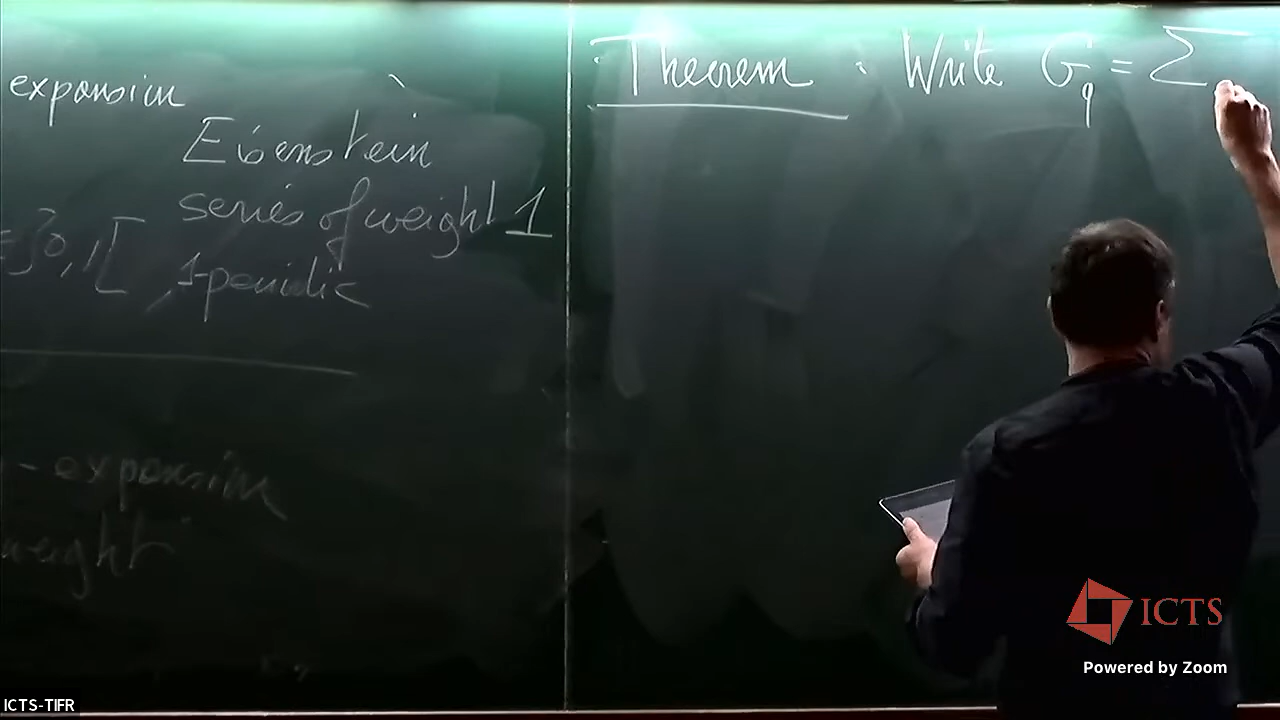 expansion
Eisenstein
series of weight 1
]0,1[ , 1-periodic
- expansion
weight
Theorem : Write G_q = Σ
ICTS
Powered by Zoom
ICTS-TIFR